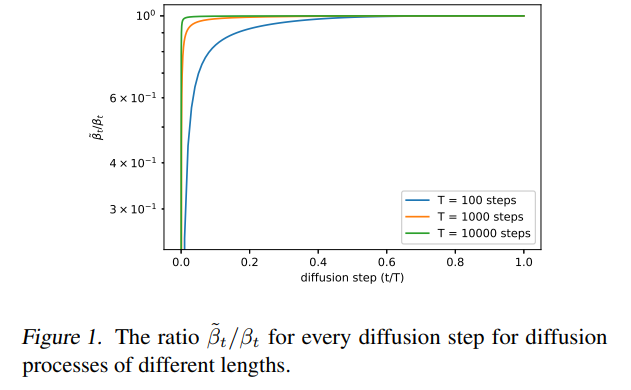 10⁰
6 × 10⁻¹
4 × 10⁻¹
3 × 10⁻¹
β̃ₜ/βₜ
T = 100 steps
T = 1000 steps
T = 10000 steps
0.0 0.2 0.4 0.6 0.8 1.0
diffusion step (t/T)
Figure 1. The ratio β̃ₜ/βₜ for every diffusion step for diffusion
processes of different lengths.